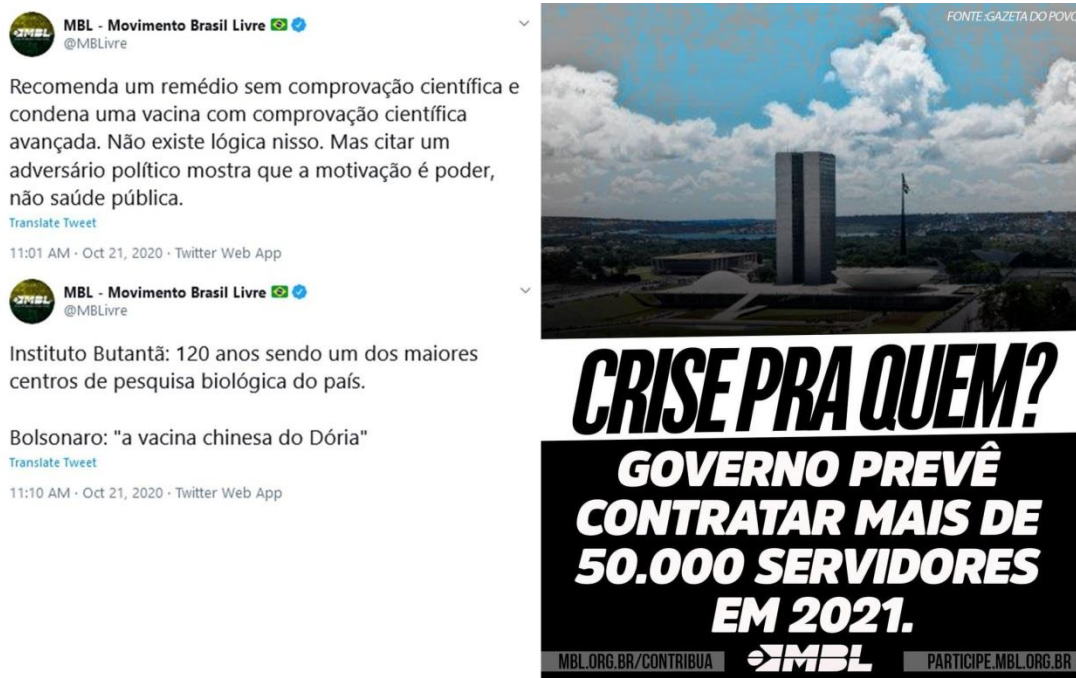 MBL - Movimento Brasil Livre
@MBLivre
Recomenda um remédio sem comprovação científica e
condena uma vacina com comprovação científica
avançada. Não existe lógica nisso. Mas citar um
adversário político mostra que a motivação é poder,
não saúde pública.
Translate Tweet
11:01 AM · Oct 21, 2020 · Twitter Web App
MBL - Movimento Brasil Livre
@MBLivre
Instituto Butantã: 120 anos sendo um dos maiores
centros de pesquisa biológica do país.
Bolsonaro: "a vacina chinesa do Dória"
Translate Tweet
11:10 AM · Oct 21, 2020 · Twitter Web App
FONTE:GAZETA DO POVO
CRISE PRA QUEM?
GOVERNO PREVÊ
CONTRATAR MAIS DE
50.000 SERVIDORES
EM 2021.
MBL.ORG.BR/CONTRIBUA MBL PARTICIPE.MBL.ORG.BR